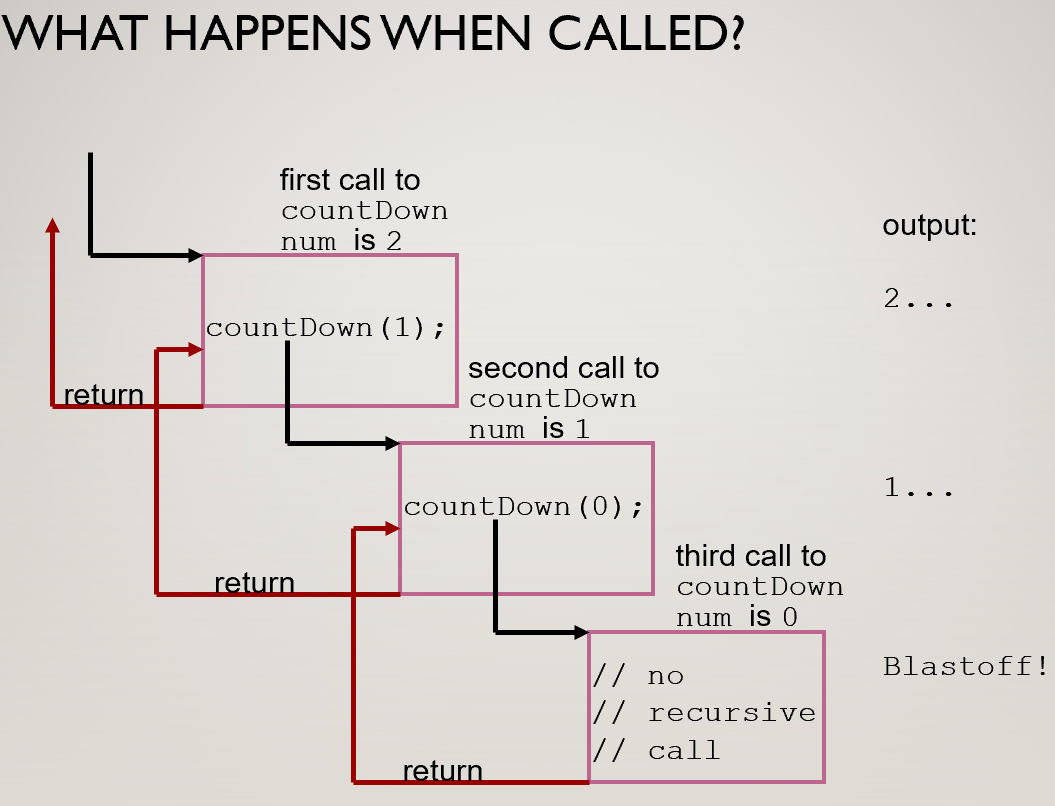 WHAT HAPPENS WHEN CALLED?
first call to
countDown
num is 2
output:
2...
countDown(1);
return
second call to
countDown
num is 1
1...
countDown(0);
return
third call to
countDown
num is 0
Blastoff!
// no
// recursive
// call
return